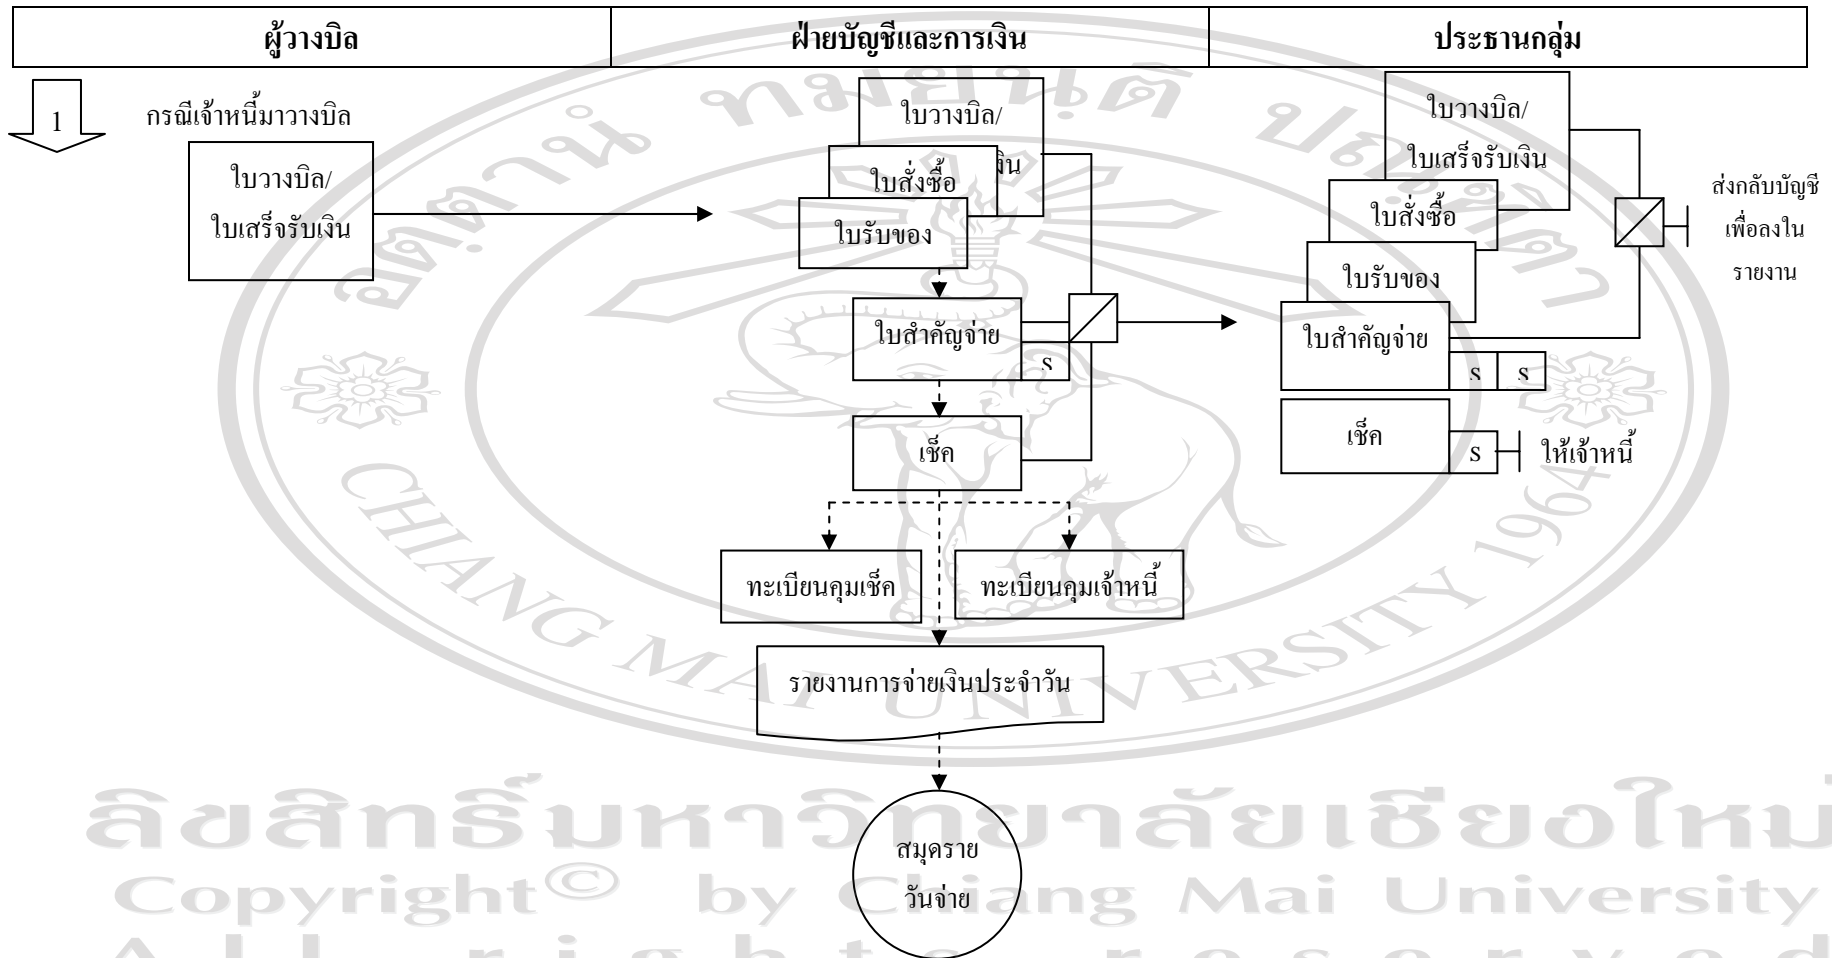 ผู้วางบิล
ฝ่ายบัญชีและการเงิน
ประธานกลุ่ม
1
กรณีเจ้าหนี้มาวางบิล
ใบวางบิล/
ใบเสร็จรับเงิน
ใบวางบิล/
งิน
ใบสั่งซื้อ
ใบรับของ
ใบสำคัญจ่าย
S
เช็ค
ทะเบียนคุมเช็ค
ทะเบียนคุมเจ้าหนี้
รายงานการจ่ายเงินประจำวัน
สมุดราย
วันจ่าย
ใบวางบิล/
ใบเสร็จรับเงิน
ใบสั่งซื้อ
ใบรับของ
ใบสำคัญจ่าย
S S
เช็ค
S
ให้เจ้าหนี้
ส่งกลับบัญชี
เพื่อลงใน
รายงาน
CHIANG MAI UNIVERSITY 1964
ลิขสิทธิ์มหาวิทยาลัยเชียงใหม่
Copyright© by Chiang Mai University
All rights reserved